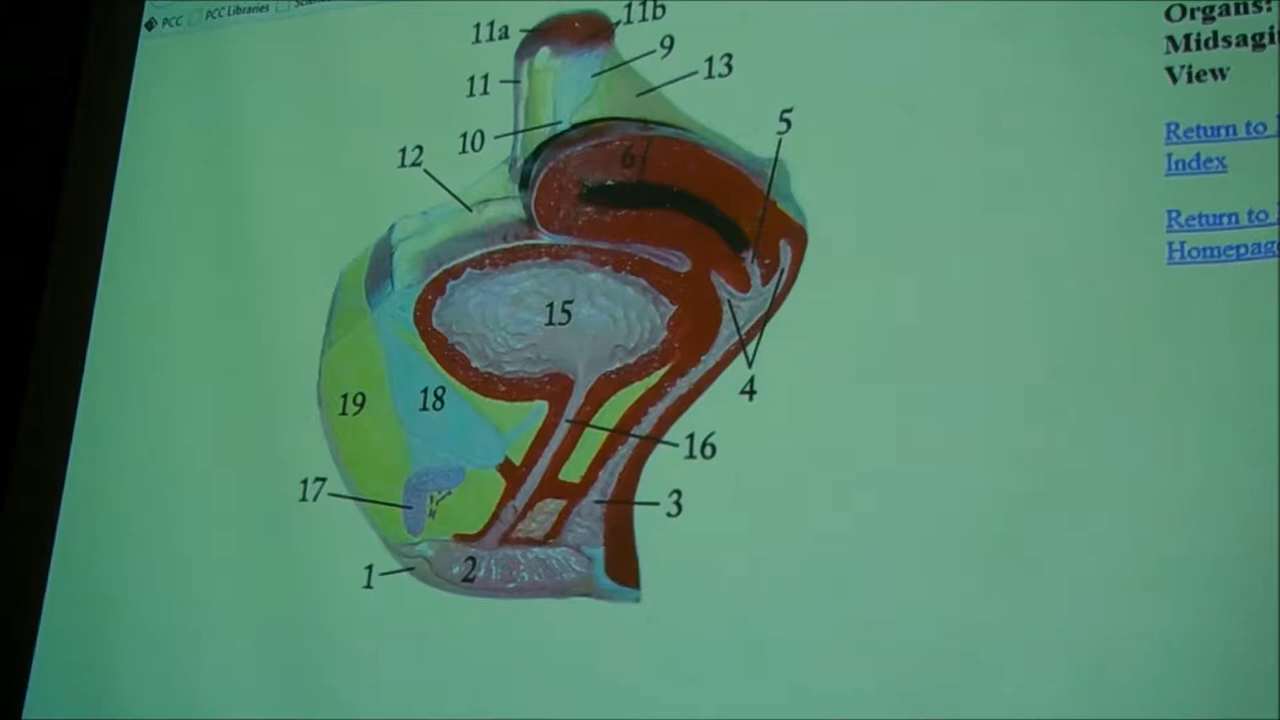 PCC PCC Libraries
Organs:
Midsagi
View
Return to
Index
Return to
Homepag
11a
11b
11
9
13
10
5
12
6
15
4
19
18
16
17
3
1
2